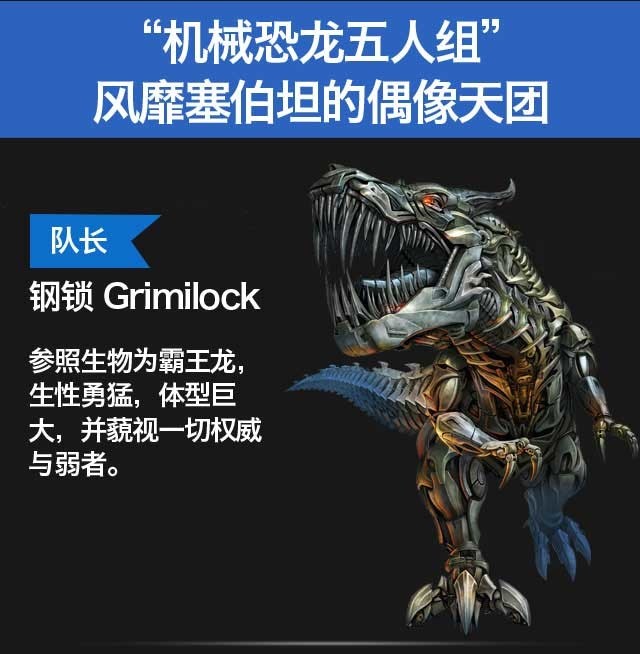 “机械恐龙五人组”
风靡塞伯坦的偶像天团
队长
钢锁 Grimilock
参照生物为霸王龙，
生性勇猛，体型巨
大，并藐视一切权威
与弱者。